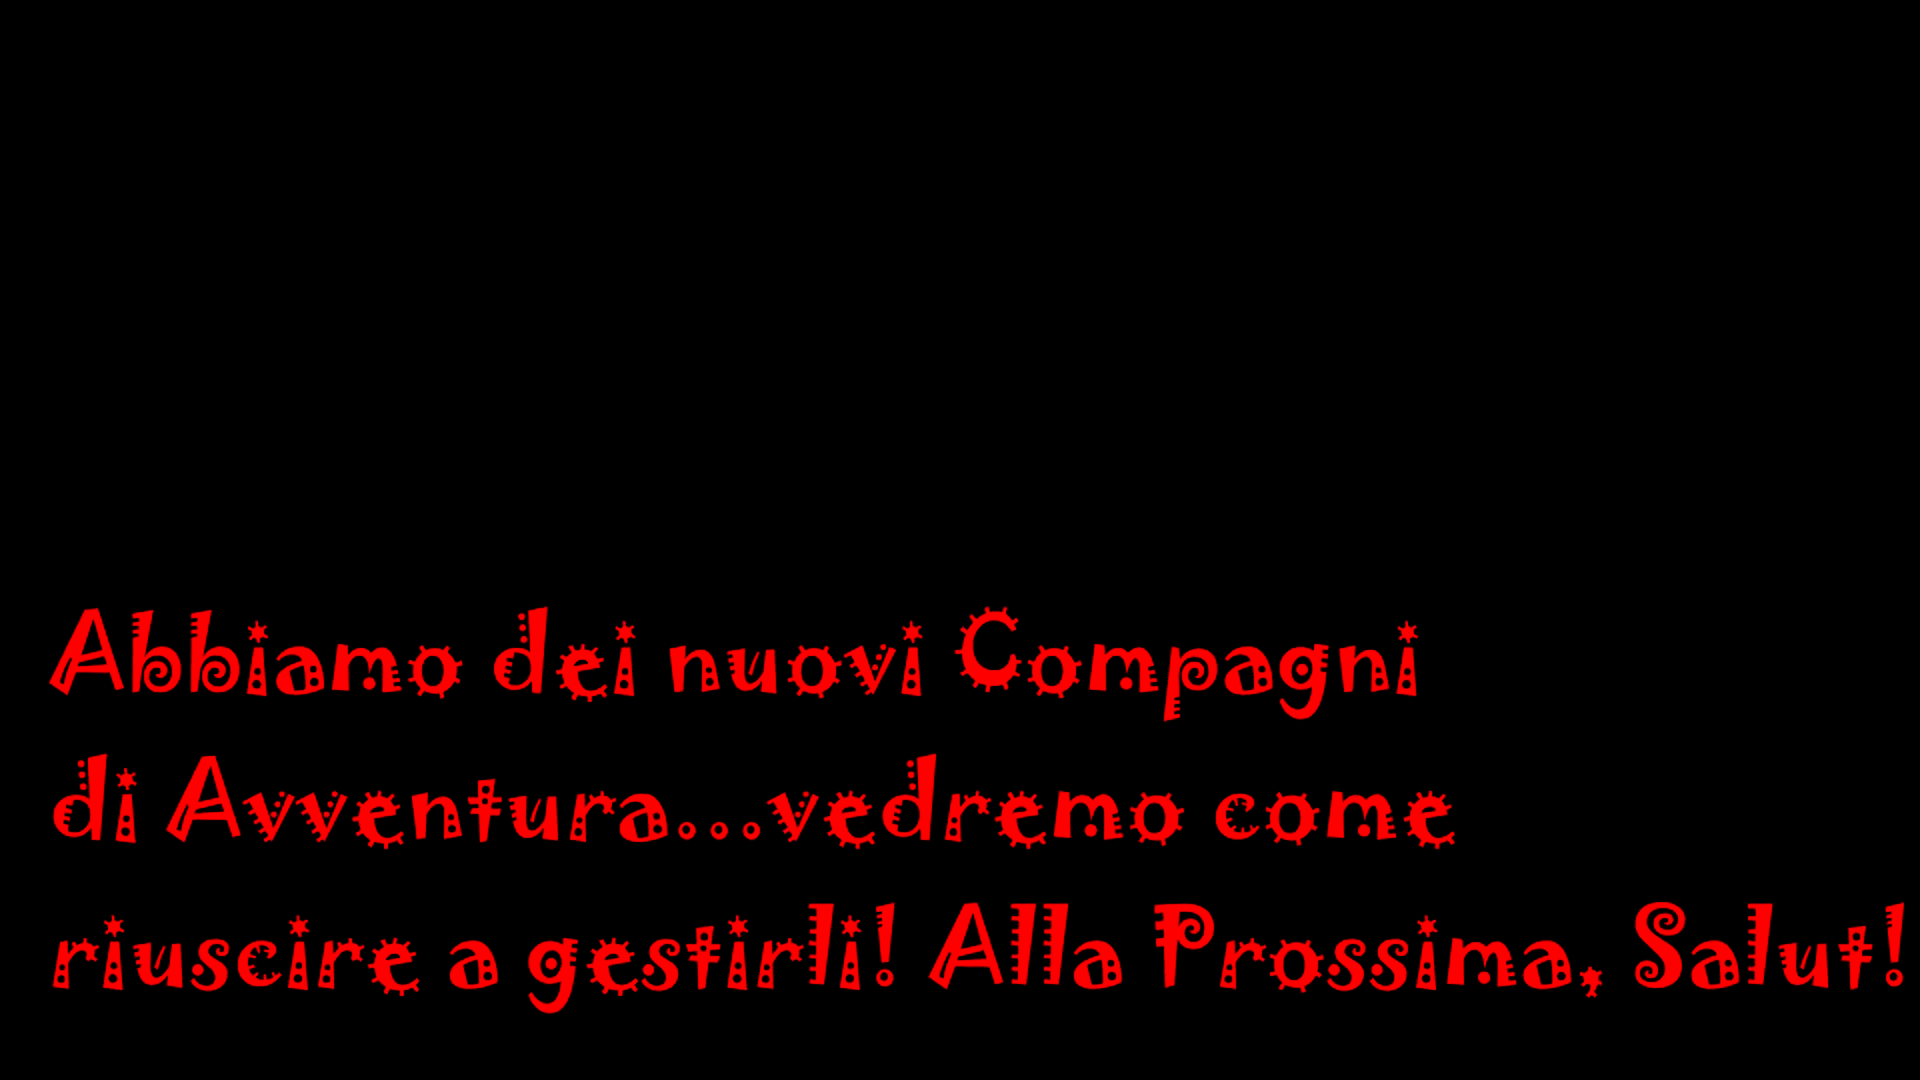 Abbiamo dei nuovi Compagni
di Avventura...vedremo come
riuscire a gestirli! Alla Prossima, Salut!